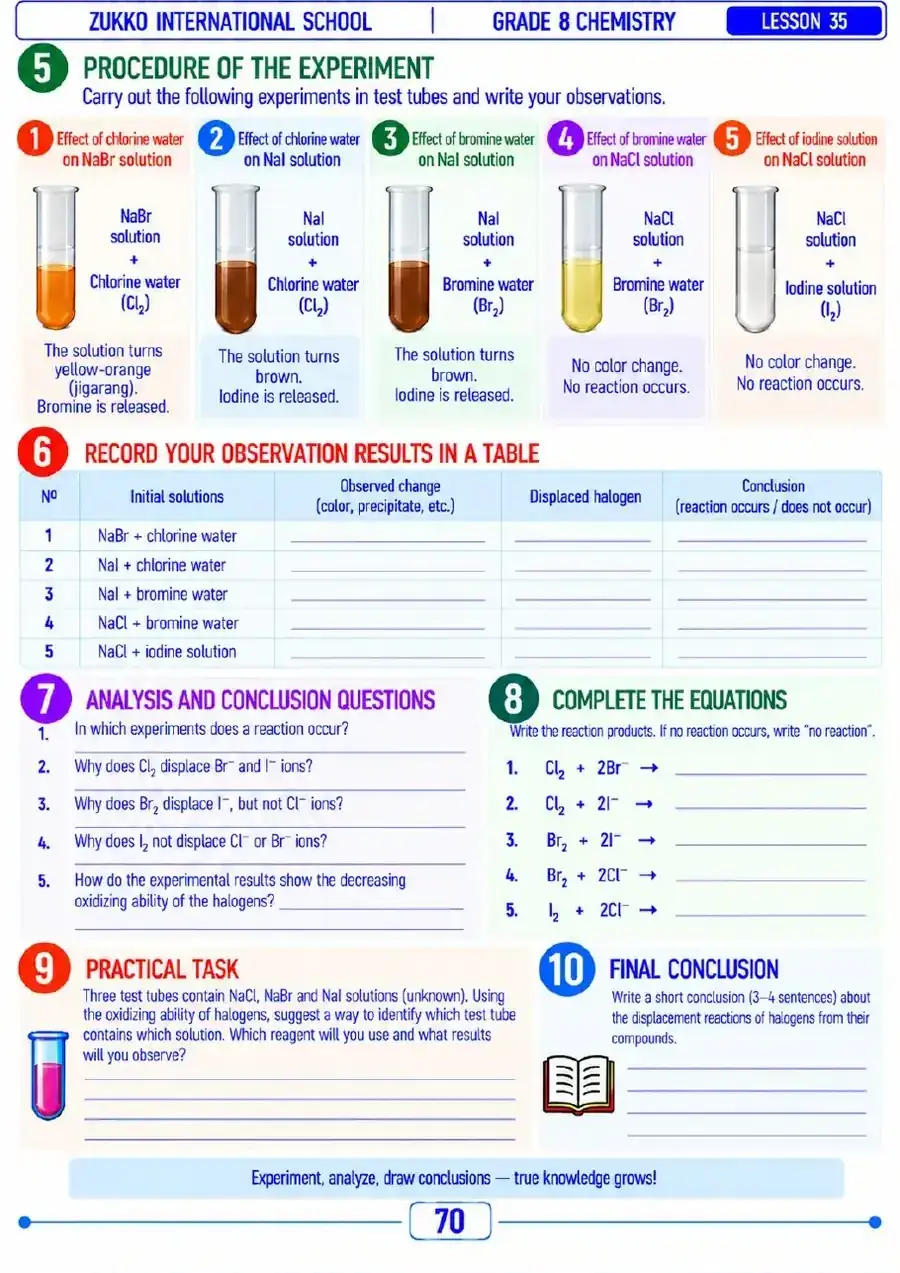 ZUKKO INTERNATIONAL SCHOOL | GRADE 8 CHEMISTRY LESSON 35
5 PROCEDURE OF THE EXPERIMENT
Carry out the following experiments in test tubes and write your observations.
1 Effect of chlorine water
on NaBr solution
NaBr
solution
+
Chlorine water
(Cl₂)
The solution turns
yellow-orange
(jigarang).
Bromine is released.
2 Effect of chlorine water
on NaI solution
NaI
solution
+
Chlorine water
(Cl₂)
The solution turns
brown.
Iodine is released.
3 Effect of bromine water
on NaI solution
NaI
solution
+
Bromine water
(Br₂)
The solution turns
brown.
Iodine is released.
4 Effect of bromine water
on NaCl solution
NaCl
solution
+
Bromine water
(Br₂)
No color change.
No reaction occurs.
5 Effect of iodine solution
on NaCl solution
NaCl
solution
+
Iodine solution
(I₂)
No color change.
No reaction occurs.
6 RECORD YOUR OBSERVATION RESULTS IN A TABLE
Nº Initial solutions Observed change (color, precipitate, etc.) Displaced halogen Conclusion (reaction occurs / does not occur)
1 NaBr + chlorine water
2 NaI + chlorine water
3 NaI + bromine water
4 NaCl + bromine water
5 NaCl + iodine solution
7 ANALYSIS AND CONCLUSION QUESTIONS
1. In which experiments does a reaction occur?
2. Why does Cl₂ displace Br⁻ and I⁻ ions?
3. Why does Br₂ displace I⁻, but not Cl⁻ ions?
4. Why does I₂ not displace Cl⁻ or Br⁻ ions?
5. How do the experimental results show the decreasing
oxidizing ability of the halogens?
8 COMPLETE THE EQUATIONS
Write the reaction products. If no reaction occurs, write "no reaction".
1. Cl₂ + 2Br⁻ →
2. Cl₂ + 2I⁻ →
3. Br₂ + 2I⁻ →
4. Br₂ + 2Cl⁻ →
5. I₂ + 2Cl⁻ →
9 PRACTICAL TASK
Three test tubes contain NaCl, NaBr and NaI solutions (unknown). Using
the oxidizing ability of halogens, suggest a way to identify which test tube
contains which solution. Which reagent will you use and what results
will you observe?
10 FINAL CONCLUSION
Write a short conclusion (3–4 sentences) about
the displacement reactions of halogens from their
compounds.
Experiment, analyze, draw conclusions — true knowledge grows!
70